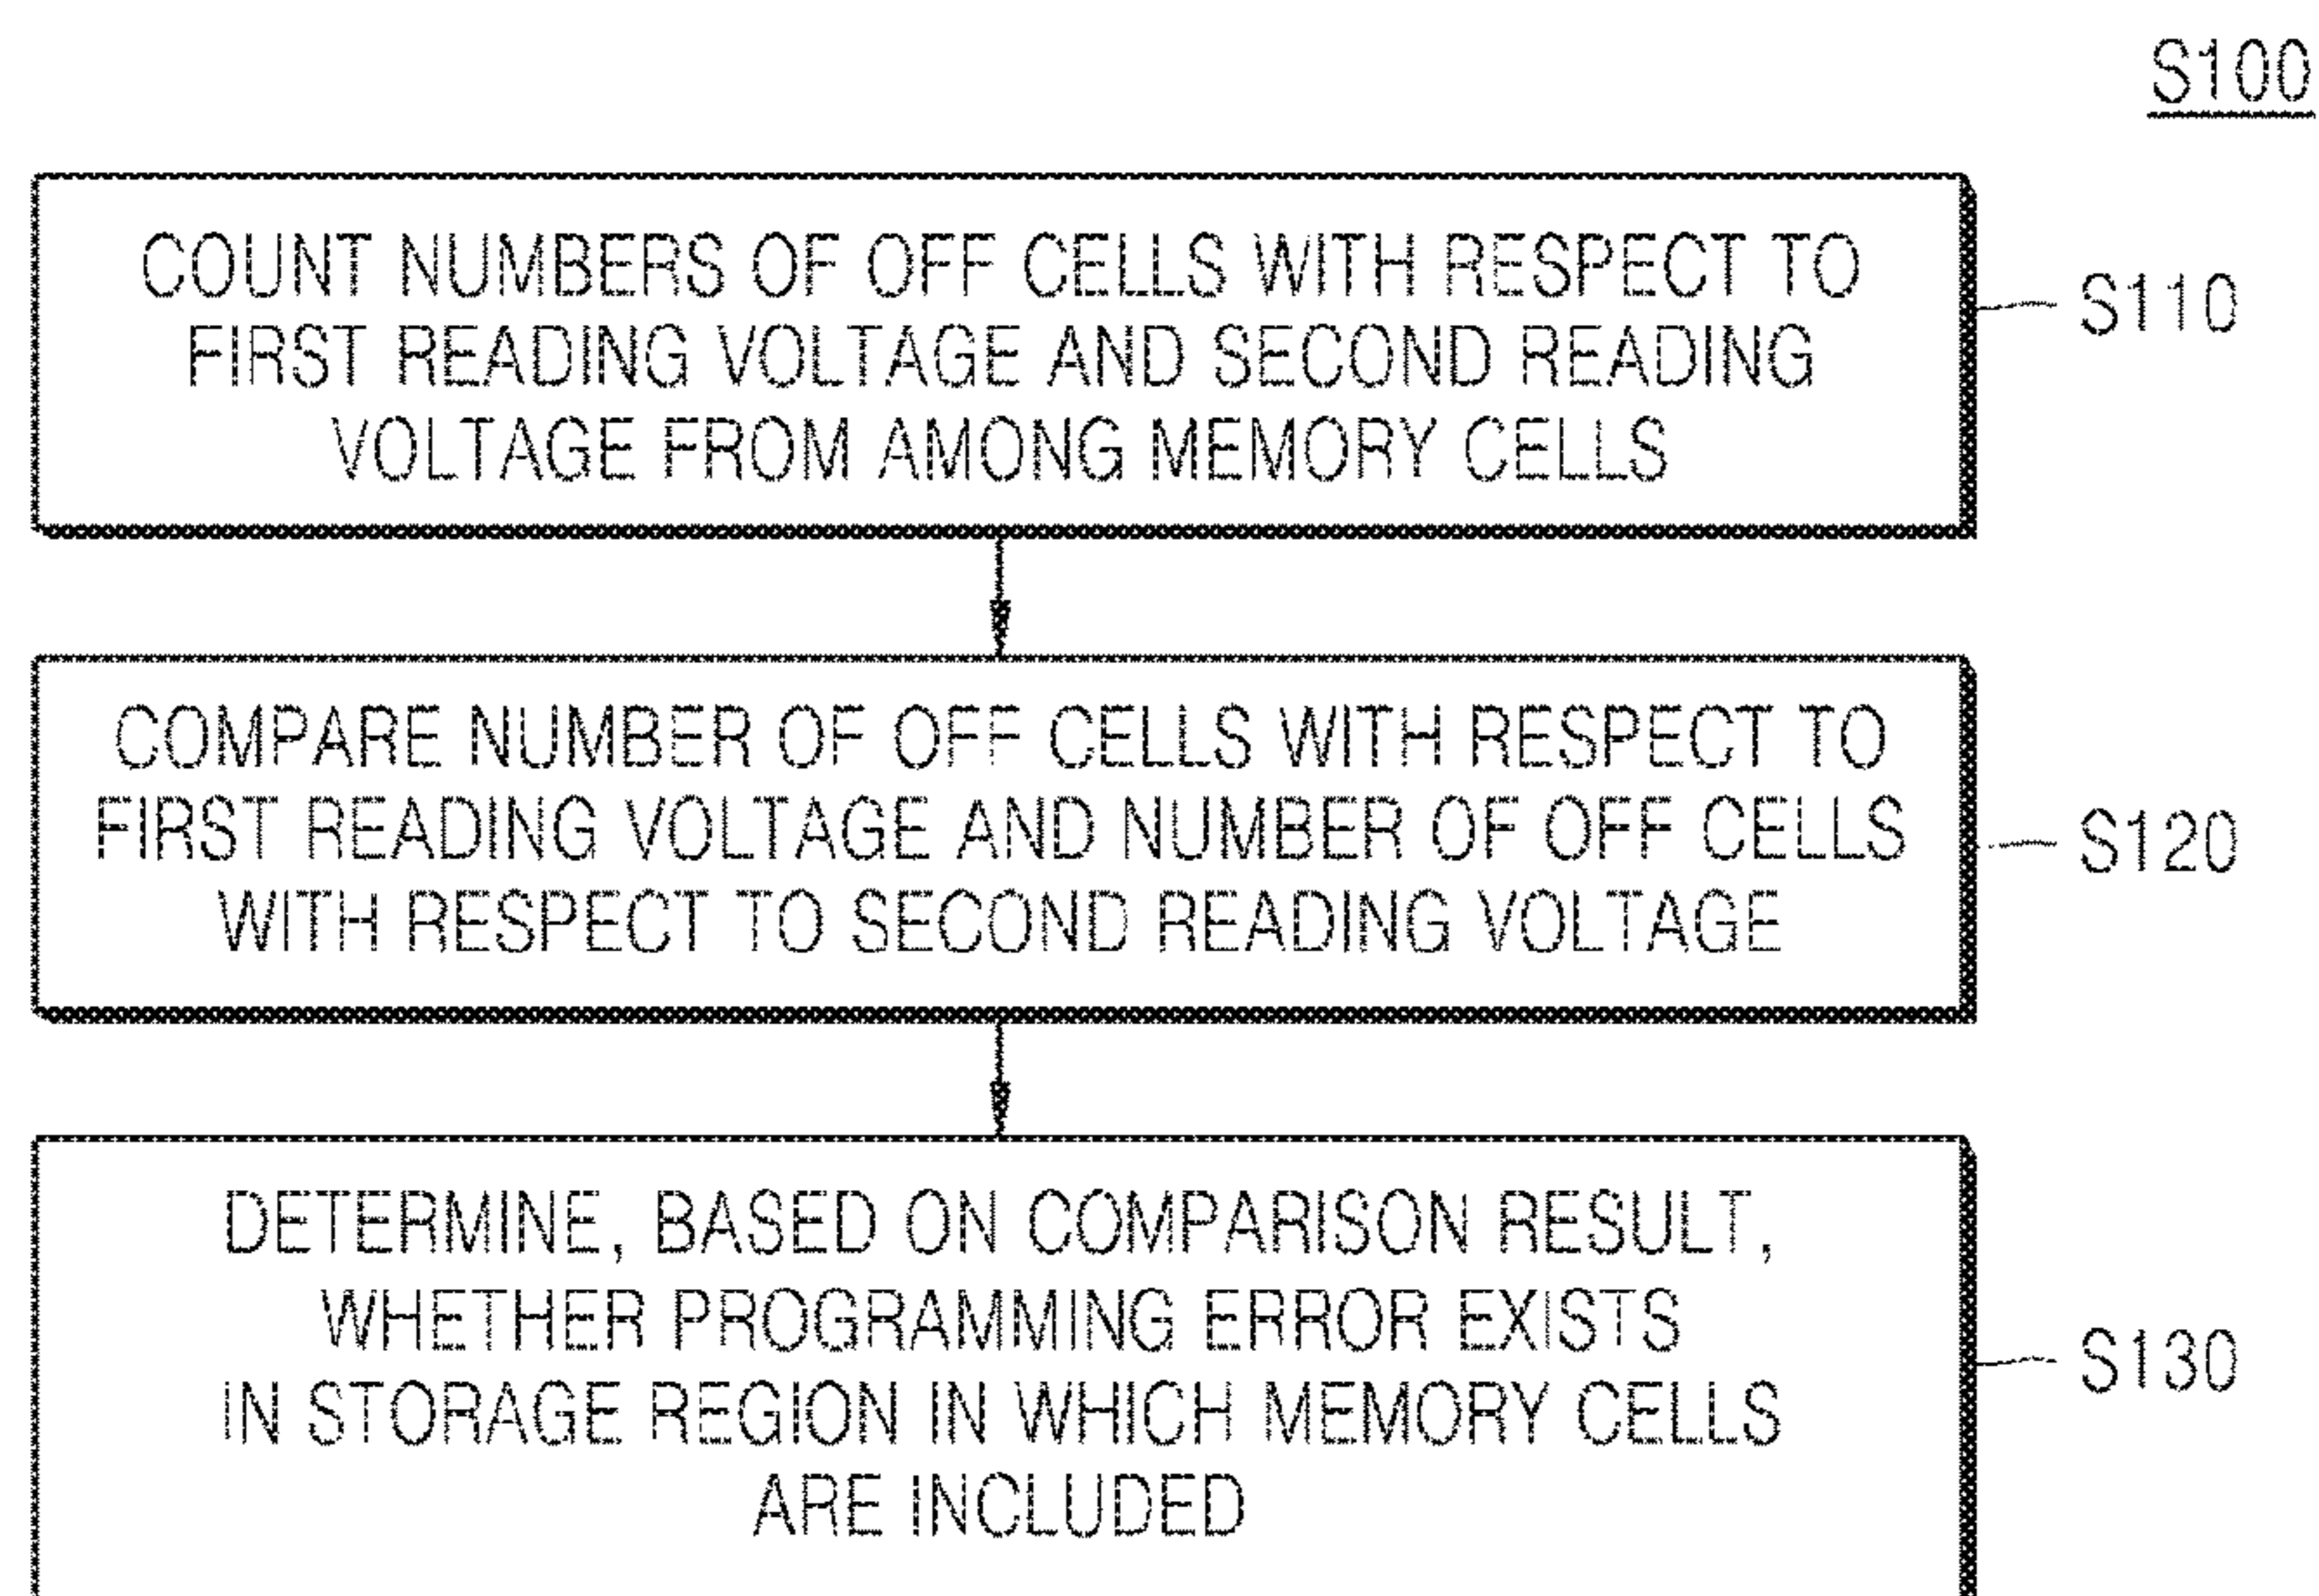 S100
COUNT NUMBERS OF OFF CELLS WITH RESPECT TO
FIRST READING VOLTAGE AND SECOND READING
VOLTAGE FROM AMONG MEMORY CELLS
S110
COMPARE NUMBER OF OFF CELLS WITH RESPECT TO
FIRST READING VOLTAGE AND NUMBER OF OFF CELLS
WITH RESPECT TO SECOND READING VOLTAGE
S120
DETERMINE, BASED ON COMPARISON RESULT,
WHETHER PROGRAMMING ERROR EXISTS
IN STORAGE REGION IN WHICH MEMORY CELLS
ARE INCLUDED
S130